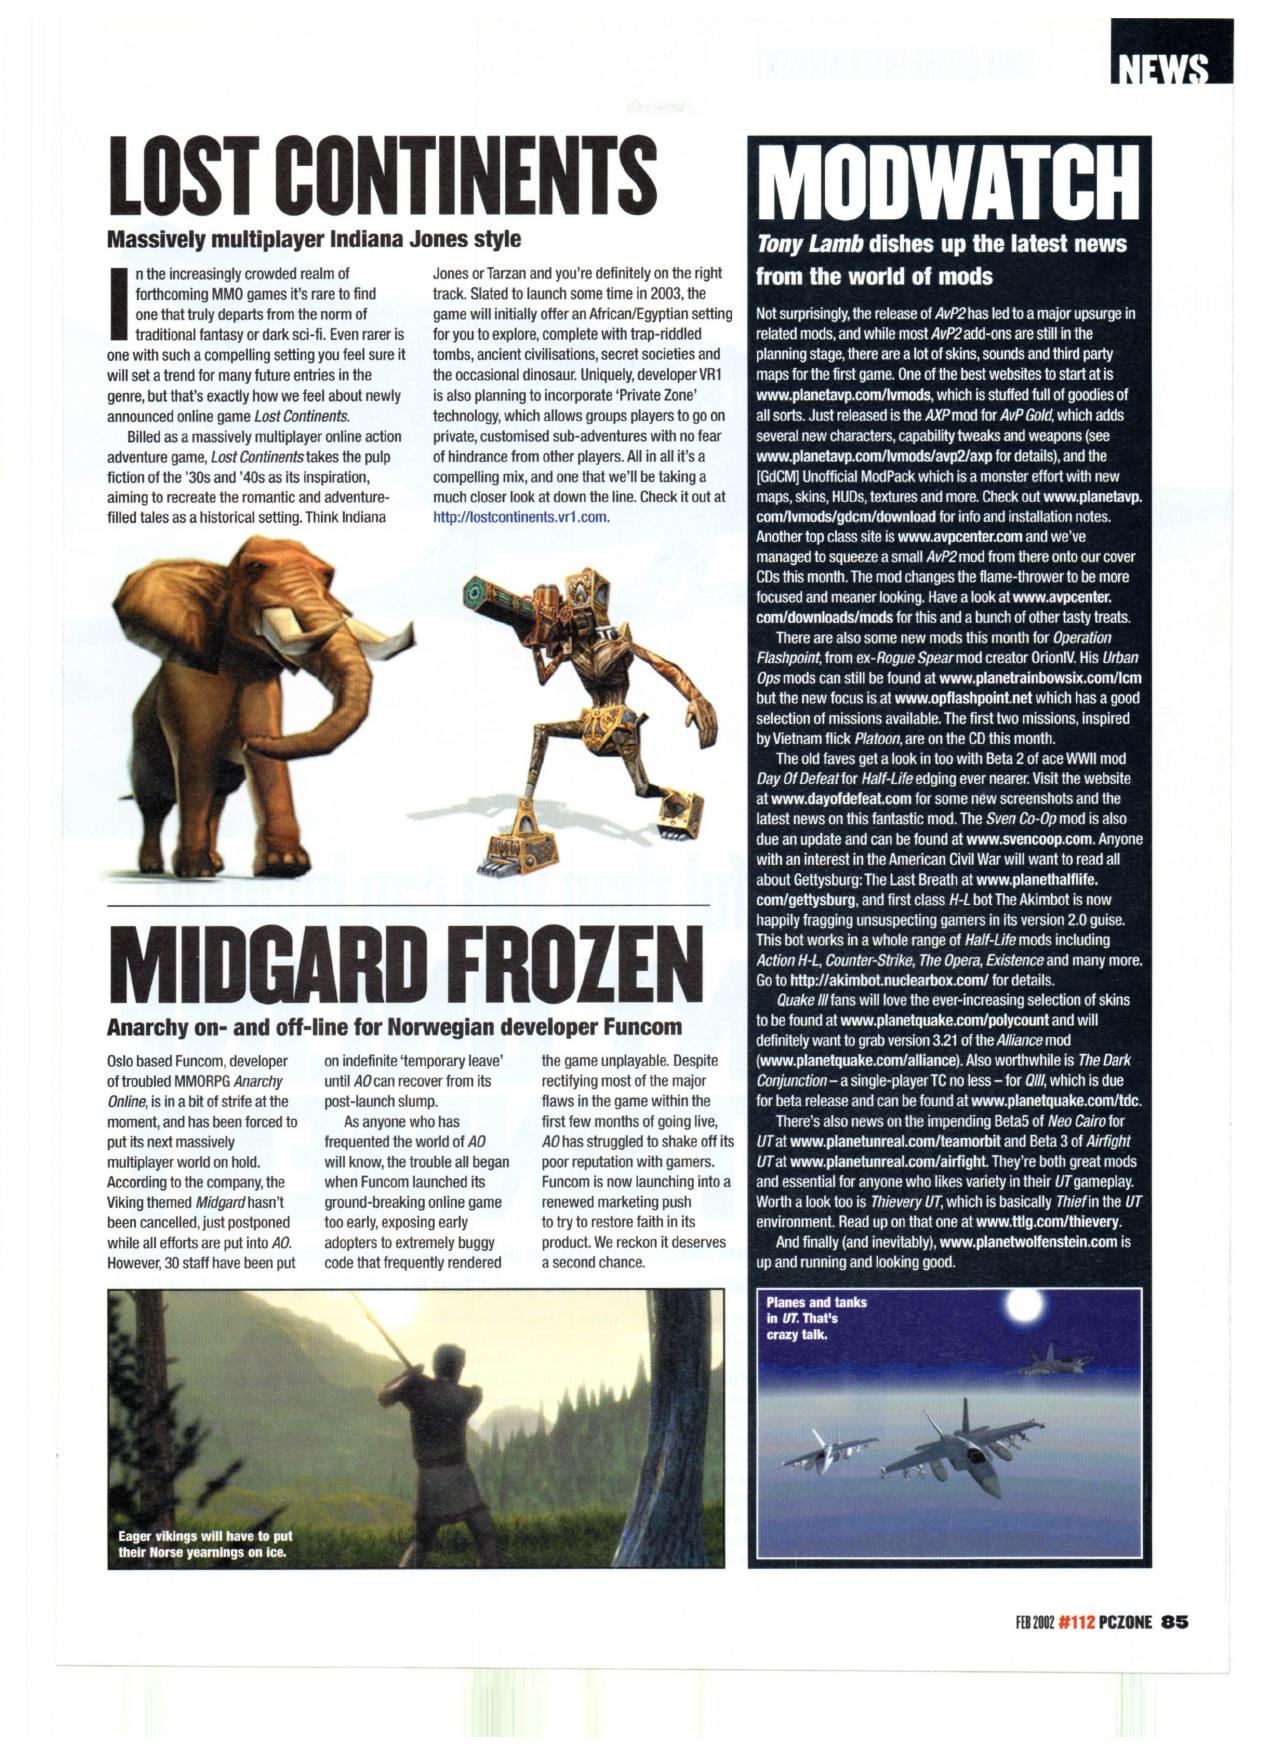 NEWS
LOST CONTINENTS
Massively multiplayer Indiana Jones style
In the increasingly crowded realm of
forthcoming MMO games it's rare to find
one that truly departs from the norm of
traditional fantasy or dark sci-fi. Even rarer is
one with such a compelling setting you feel sure it
will set a trend for many future entries in the
genre, but that's exactly how we feel about newly
announced online game Lost Continents.
Billed as a massively multiplayer online action
adventure game, Lost Continents takes the pulp
fiction of the '30s and '40s as its inspiration,
aiming to recreate the romantic and adventure-
filled tales as a historical setting. Think Indiana
Jones or Tarzan and you're definitely on the right
track. Slated to launch some time in 2003, the
game will initially offer an African/Egyptian setting
for you to explore, complete with trap-riddled
tombs, ancient civilisations, secret societies and
the occasional dinosaur. Uniquely, developer VR1
is also planning to incorporate 'Private Zone'
technology, which allows groups players to go on
private, customised sub-adventures with no fear
of hindrance from other players. All in all it's a
compelling mix, and one that we'll be taking a
much closer look at down the line. Check it out at
http://lostcontinents.vr1.com.
MIDGARD FROZEN
Anarchy on- and off-line for Norwegian developer Funcom
Oslo based Funcom, developer
of troubled MMORPG Anarchy
Online, is in a bit of strife at the
moment, and has been forced to
put its next massively
multiplayer world on hold.
According to the company, the
Viking themed Midgard hasn't
been cancelled, just postponed
while all efforts are put into AO.
However, 30 staff have been put
on indefinite 'temporary leave'
until AO can recover from its
post-launch slump.
As anyone who has
frequented the world of AO
will know, the trouble all began
when Funcom launched its
ground-breaking online game
too early, exposing early
adopters to extremely buggy
code that frequently rendered
the game unplayable. Despite
rectifying most of the major
flaws in the game within the
first few months of going live,
AO has struggled to shake off its
poor reputation with gamers.
Funcom is now launching into a
renewed marketing push
to try to restore faith in its
product. We reckon it deserves
a second chance.
Eager vikings will have to put
their Norse yearnings on ice.
MODWATCH
Tony Lamb dishes up the latest news
from the world of mods
Not surprisingly, the release of AvP2 has led to a major upsurge in
related mods, and while most AvP2 add-ons are still in the
planning stage, there are a lot of skins, sounds and third party
maps for the first game. One of the best websites to start at is
www.planetavp.com/lvmods, which is stuffed full of goodies of
all sorts. Just released is the AXP mod for AvP Gold, which adds
several new characters, capability tweaks and weapons (see
www.planetavp.com/lvmods/avp2/axp for details), and the
[GdCM] Unofficial ModPack which is a monster effort with new
maps, skins, HUDs, textures and more. Check out www.planetavp.
com/lvmods/gdcm/download for info and installation notes.
Another top class site is www.avpcenter.com and we've
managed to squeeze a small AvP2 mod from there onto our cover
CDs this month. The mod changes the flame-thrower to be more
focused and meaner looking. Have a look at www.avpcenter.
com/downloads/mods for this and a bunch of other tasty treats.
There are also some new mods this month for Operation
Flashpoint, from ex-Rogue Spear mod creator OrionIV. His Urban
Ops mods can still be found at www.planetrainbowsix.com/lcm
but the new focus is at www.opflashpoint.net which has a good
selection of missions available. The first two missions, inspired
by Vietnam flick Platoon, are on the CD this month.
The old faves get a look in too with Beta 2 of ace WWII mod
Day Of Defeat for Half-Life edging ever nearer. Visit the website
at www.dayofdefeat.com for some new screenshots and the
latest news on this fantastic mod. The Sven Co-Op mod is also
due an update and can be found at www.svencoop.com. Anyone
with an interest in the American Civil War will want to read all
about Gettysburg: The Last Breath at www.planethalflife.
com/gettysburg, and first class H-L bot The Akimbot is now
happily fragging unsuspecting gamers in its version 2.0 guise.
This bot works in a whole range of Half-Life mods including
Action H-L, Counter-Strike, The Opera, Existence and many more.
Go to http://akimbot.nuclearbox.com/ for details.
Quake III fans will love the ever-increasing selection of skins
to be found at www.planetquake.com/polycount and will
definitely want to grab version 3.21 of the Alliance mod
(www.planetquake.com/alliance). Also worthwhile is The Dark
Conjunction – a single-player TC no less – for QIII, which is due
for beta release and can be found at www.planetquake.com/tdc.
There's also news on the impending Beta5 of Neo Cairo for
UT at www.planetunreal.com/teamorbit and Beta 3 of Airfight
UT at www.planetunreal.com/airfight. They're both great mods
and essential for anyone who likes variety in their UT gameplay.
Worth a look too is Thievery UT, which is basically Thief in the UT
environment. Read up on that one at www.ttlg.com/thievery.
And finally (and inevitably), www.planetwolfenstein.com is
up and running and looking good.
Planes and tanks
in UT. That's
crazy talk.
FEB 2002 #112 PCZONE 85